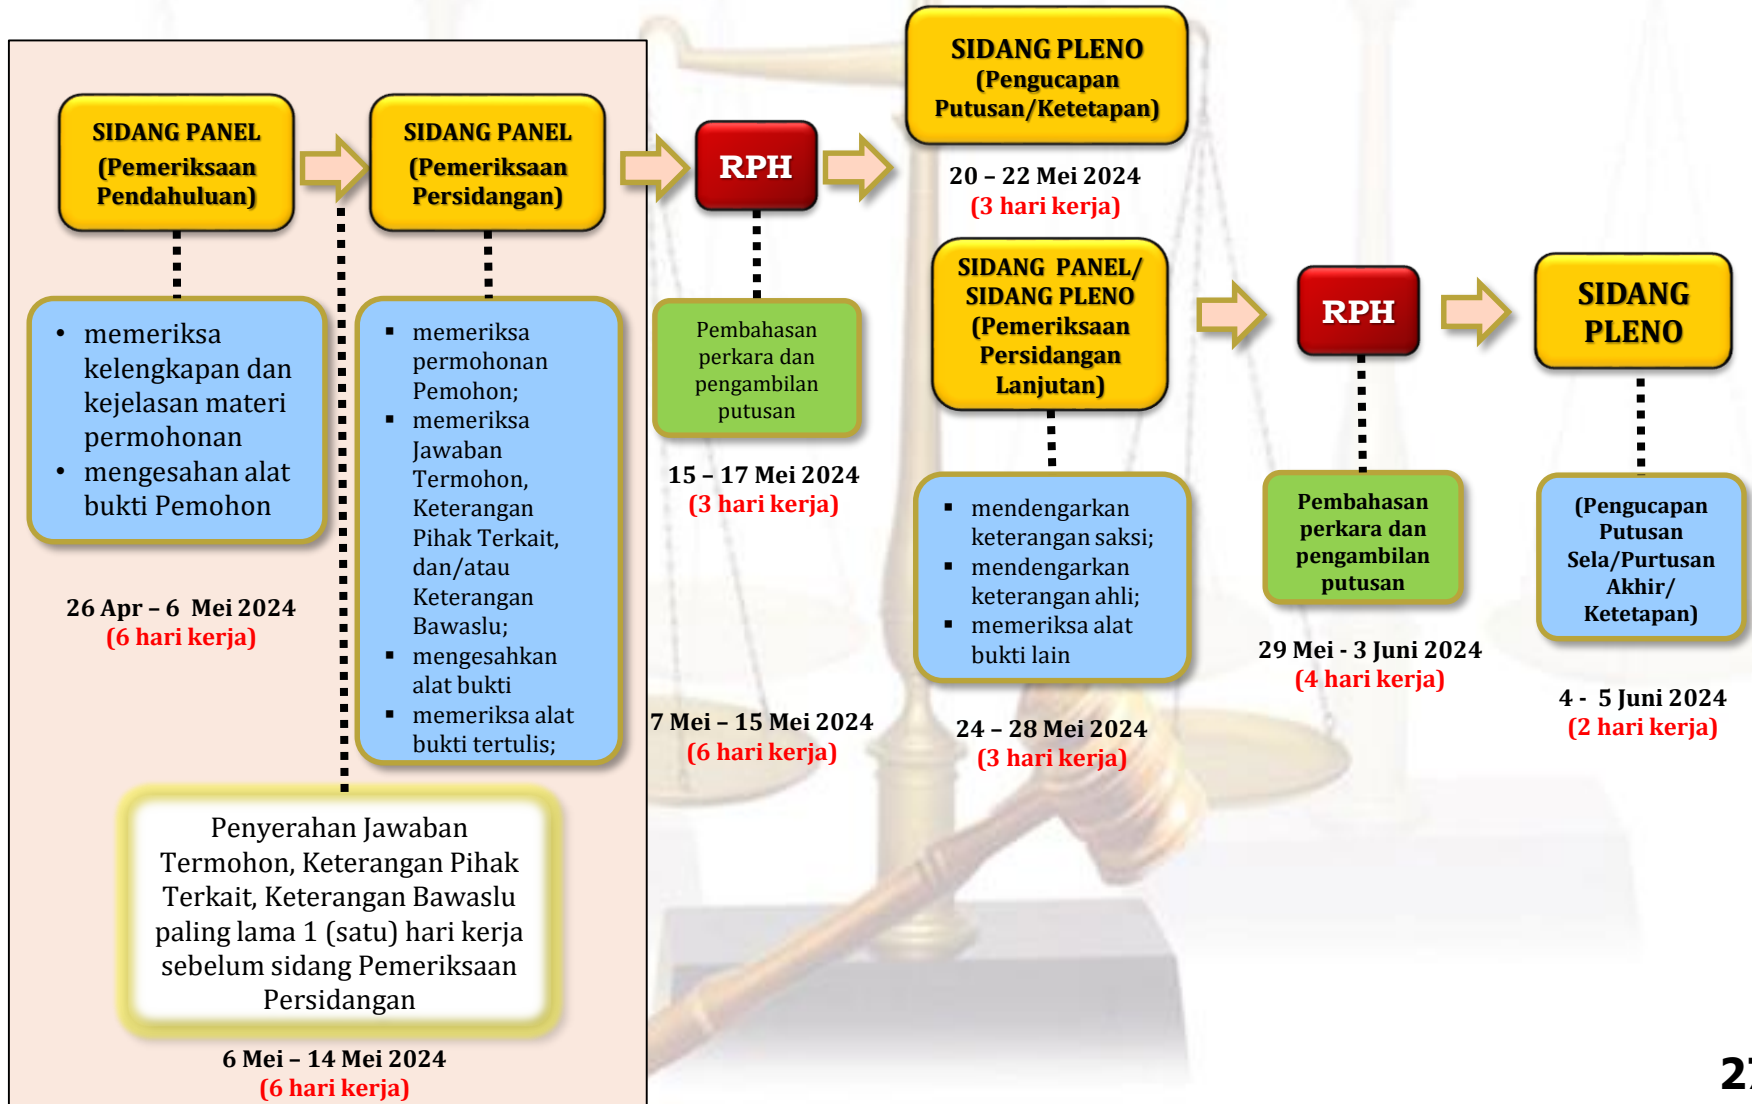 SIDANG PANEL
(Pemeriksaan
Pendahuluan)
• memeriksa
kelengkapan dan
kejelasan materi
permohonan
• mengesahan alat
bukti Pemohon
26 Apr – 6 Mei 2024
(6 hari kerja)
Penyerahan Jawaban
Termohon, Keterangan Pihak
Terkait, Keterangan Bawaslu
paling lama 1 (satu) hari kerja
sebelum sidang Pemeriksaan
Persidangan
6 Mei – 14 Mei 2024
(6 hari kerja)
SIDANG PANEL
(Pemeriksaan
Persidangan)
▪ memeriksa
permohonan
Pemohon;
▪ memeriksa
Jawaban
Termohon,
Keterangan
Pihak Terkait,
dan/atau
Keterangan
Bawaslu;
▪ mengesahkan
alat bukti
▪ memeriksa alat
bukti tertulis;
7 Mei – 15 Mei 2024
(6 hari kerja)
RPH
Pembahasan
perkara dan
pengambilan
putusan
15 – 17 Mei 2024
(3 hari kerja)
SIDANG PLENO
(Pengucapan
Putusan/Ketetapan)
20 – 22 Mei 2024
(3 hari kerja)
SIDANG PANEL/
SIDANG PLENO
(Pemeriksaan
Persidangan
Lanjutan)
▪ mendengarkan
keterangan saksi;
▪ mendengarkan
keterangan ahli;
▪ memeriksa alat
bukti lain
24 – 28 Mei 2024
(3 hari kerja)
RPH
Pembahasan
perkara dan
pengambilan
putusan
29 Mei - 3 Juni 2024
(4 hari kerja)
SIDANG
PLENO
(Pengucapan
Putusan
Sela/Purtusan
Akhir/
Ketetapan)
4 - 5 Juni 2024
(2 hari kerja)
27